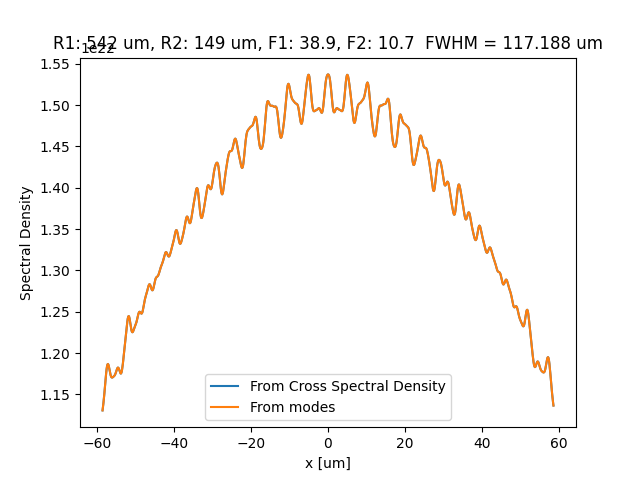 R1: 542 um, R2: 149 um, F1: 38.9, F2: 10.7  FWHM = 117.188 um
1e22
1.55
1.50
1.45
1.40
1.35
1.30
1.25
1.20
1.15
Spectral Density
From Cross Spectral Density
From modes
−60
−40
−20
0
20
40
60
x [um]